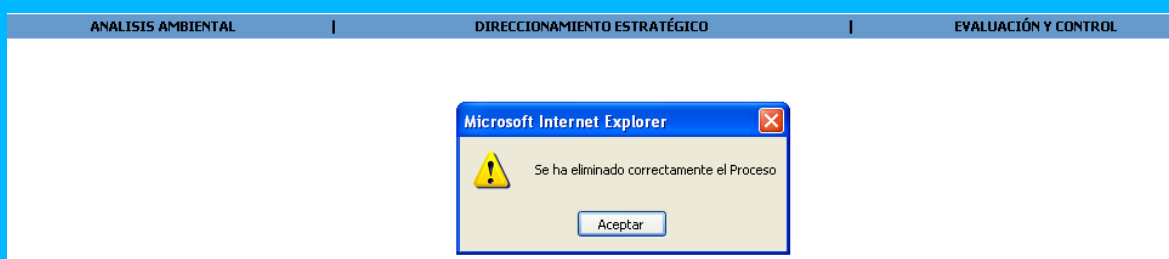 ANALISIS AMBIENTAL | DIRECCIONAMIENTO ESTRATÉGICO | EVALUACIÓN Y CONTROL
Microsoft Internet Explorer
Se ha eliminado correctamente el Proceso
Aceptar